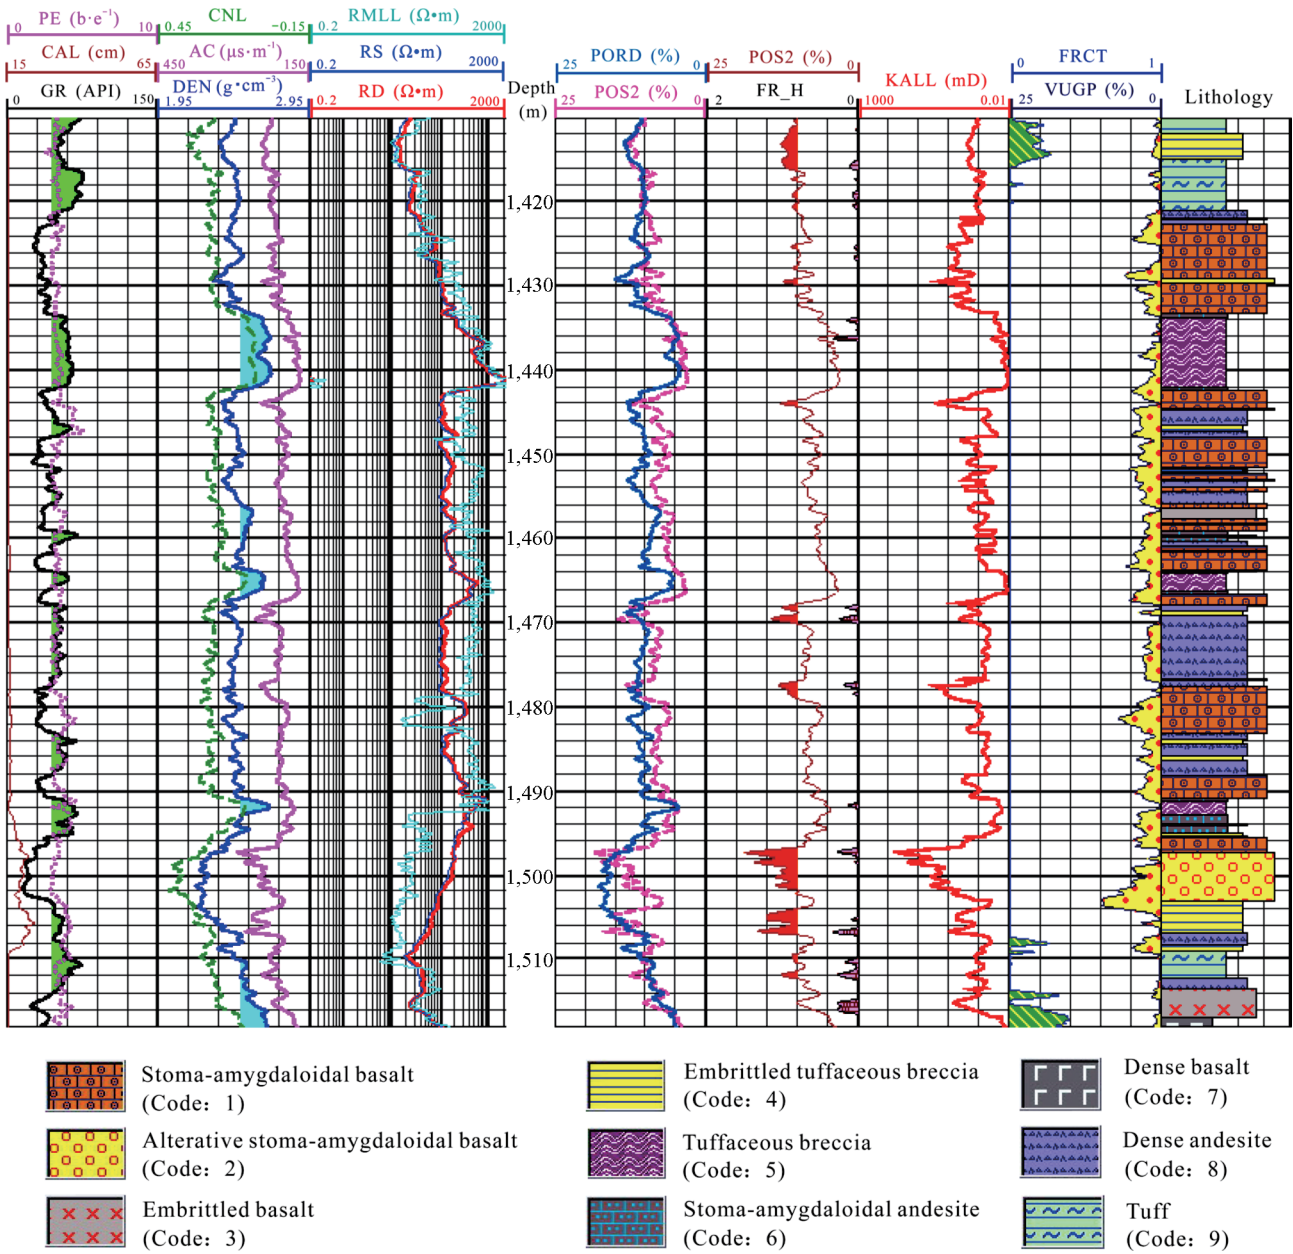 PE (b·e⁻¹) CNL RMLL (Ω•m)
0 10 0.45 −0.15 0.2 2000
CAL (cm) AC (μs·m⁻¹) RS (Ω•m) PORD (%) POS2 (%) KALL (mD) FRCT
15 65 450 150 0.2 2000 25 0 25 0 0 1
GR (API) DEN (g·cm⁻³) RD (Ω•m) Depth (m) POS2 (%) FR_H VUGP (%) Lithology
0 150 1.95 2.95 0.2 2000 25 0 2 0 1000 0.01 25 0
1,420
1,430
1,440
1,450
1,460
1,470
1,480
1,490
1,500
1,510
Stoma-amygdaloidal basalt
(Code: 1)
Alterative stoma-amygdaloidal basalt
(Code: 2)
Embrittled basalt
(Code: 3)
Embrittled tuffaceous breccia
(Code: 4)
Tuffaceous breccia
(Code: 5)
Stoma-amygdaloidal andesite
(Code: 6)
Dense basalt
(Code: 7)
Dense andesite
(Code: 8)
Tuff
(Code: 9)